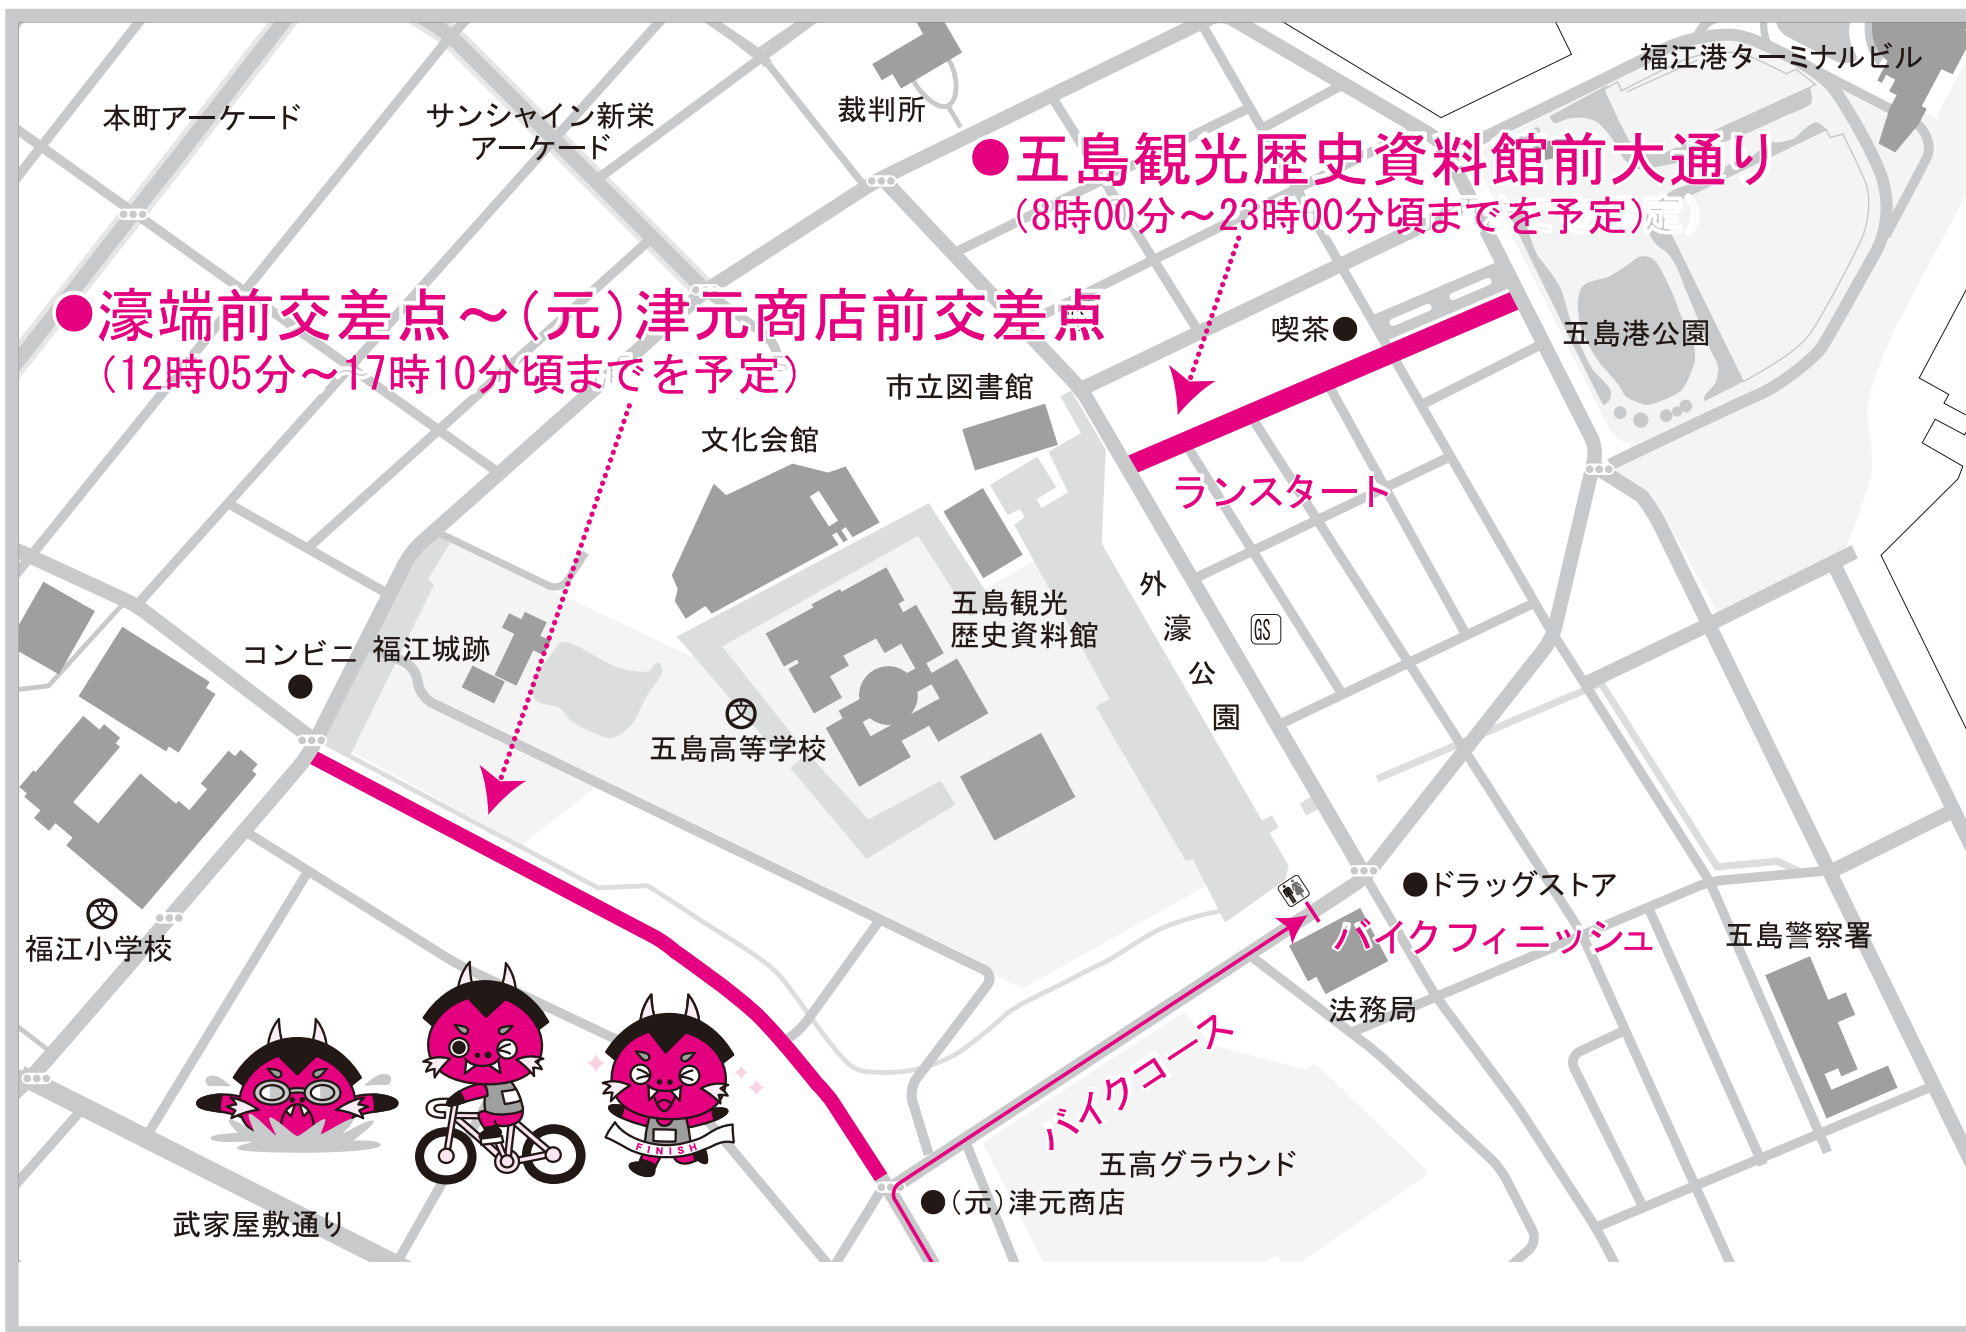 福江港ターミナルビル
本町アーケード
サンシャイン新栄
アーケード
裁判所
●五島観光歴史資料館前大通り
(8時00分～23時00分頃までを予定)
●濠端前交差点～(元)津元商店前交差点
(12時05分～17時10分頃までを予定)
喫茶●
五島港公園
市立図書館
文化会館
ランスタート
五島観光
歴史資料館
外濠公園
GS
コンビニ
福江城跡
文
五島高等学校
●ドラッグストア
バイクフィニッシュ
五島警察署
文
福江小学校
法務局
バイクコース
FINISH
五高グラウンド
●(元)津元商店
武家屋敷通り